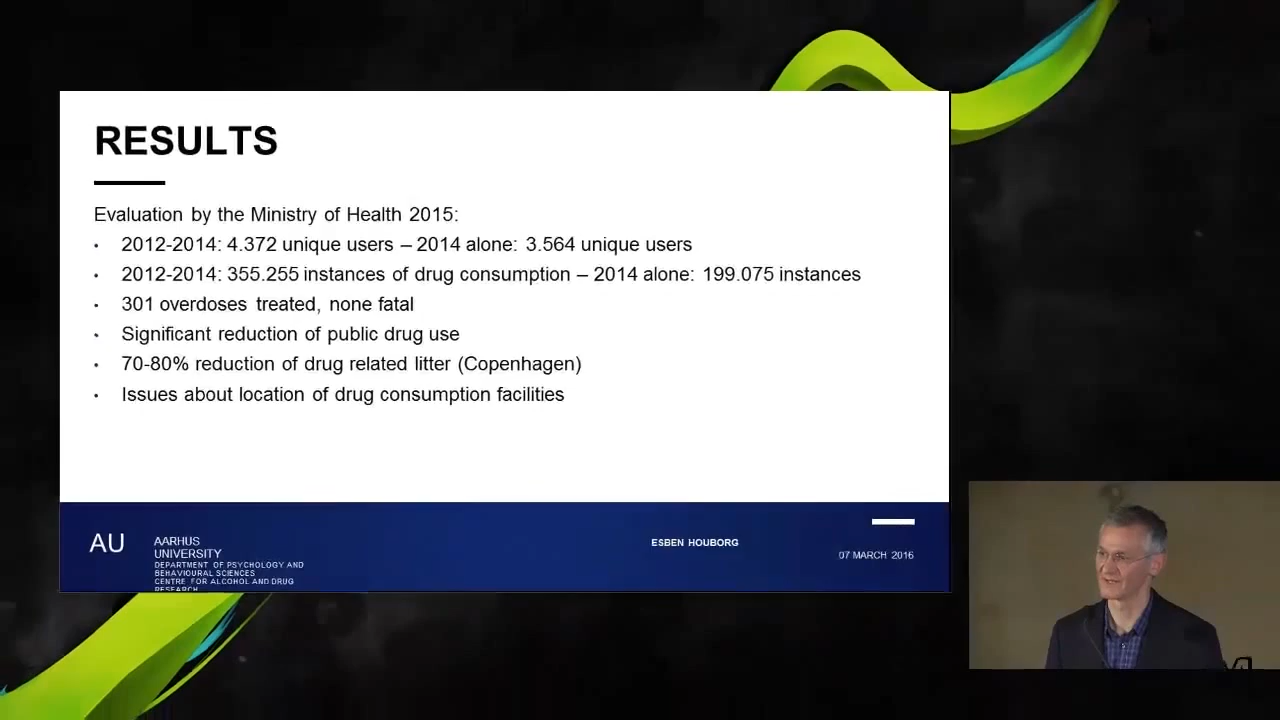 RESULTS
Evaluation by the Ministry of Health 2015:
• 2012-2014: 4.372 unique users – 2014 alone: 3.564 unique users
• 2012-2014: 355.255 instances of drug consumption – 2014 alone: 199.075 instances
• 301 overdoses treated, none fatal
• Significant reduction of public drug use
• 70-80% reduction of drug related litter (Copenhagen)
• Issues about location of drug consumption facilities
AU
AARHUS
UNIVERSITY
DEPARTMENT OF PSYCHOLOGY AND
BEHAVIOURAL SCIENCES
CENTRE FOR ALCOHOL AND DRUG
RESEARCH
ESBEN HOUBORG
07 MARCH 2016